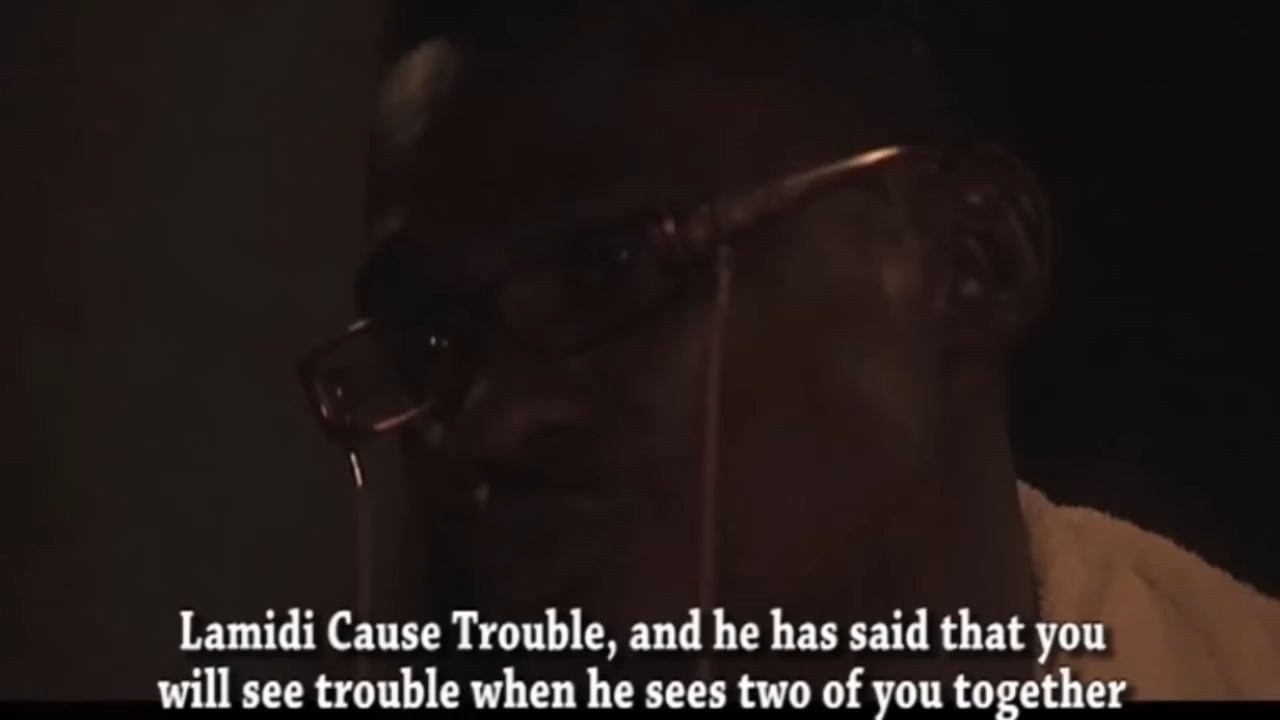 Lamidi Cause Trouble, and he has said that you
will see trouble when he sees two of you together